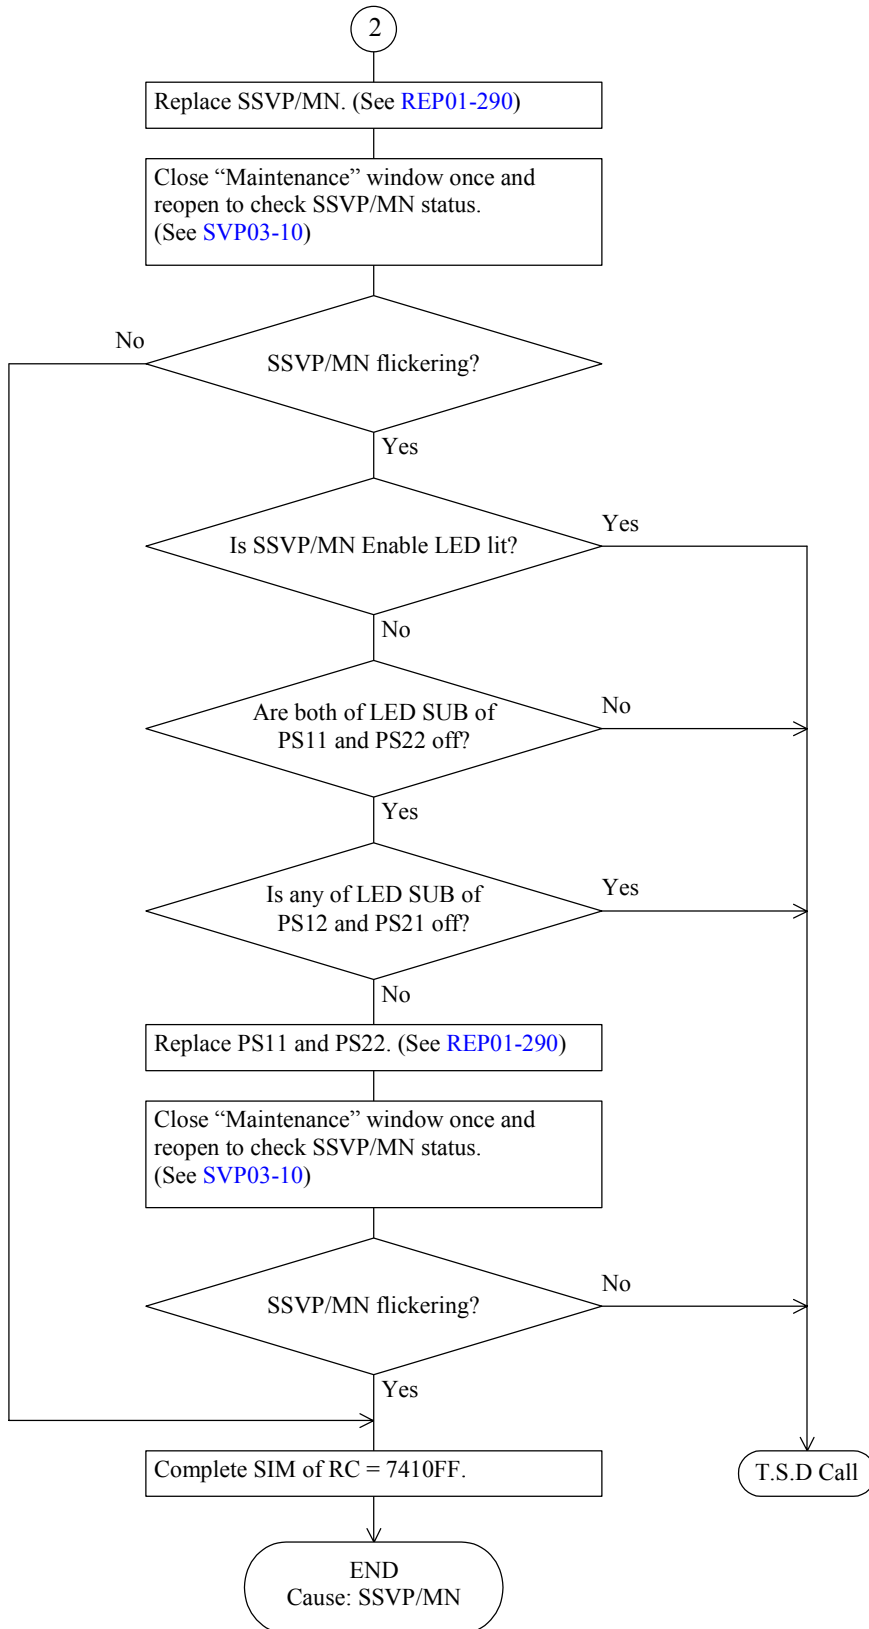 2
Replace SSVP/MN. (See REP01-290)
Close “Maintenance” window once and
reopen to check SSVP/MN status.
(See SVP03-10)
No
SSVP/MN flickering?
Yes
Is SSVP/MN Enable LED lit?
Yes
No
Are both of LED SUB of
PS11 and PS22 off?
No
Yes
Is any of LED SUB of
PS12 and PS21 off?
Yes
No
Replace PS11 and PS22. (See REP01-290)
Close “Maintenance” window once and
reopen to check SSVP/MN status.
(See SVP03-10)
SSVP/MN flickering?
No
Yes
Complete SIM of RC = 7410FF.
T.S.D Call
END
Cause: SSVP/MN